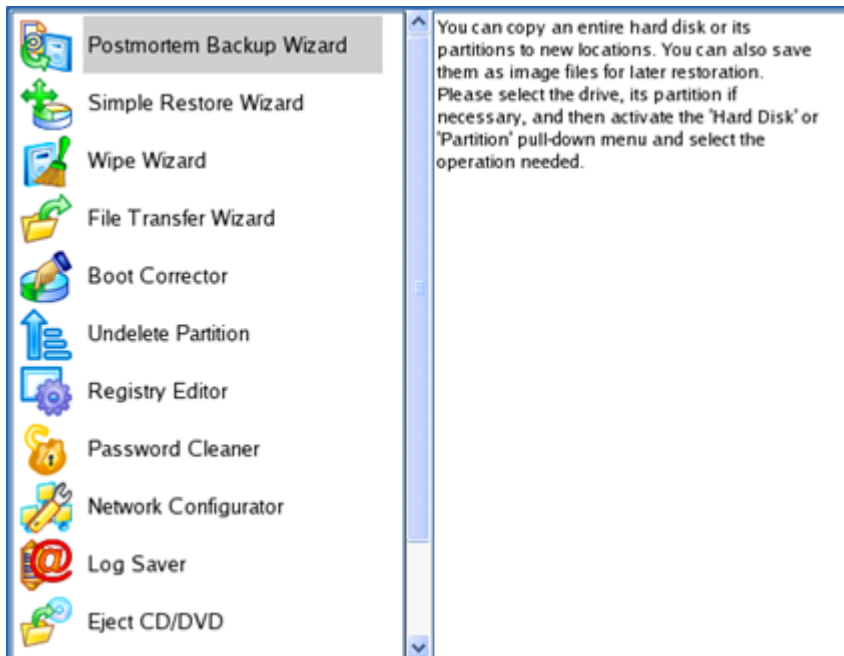 Postmortem Backup Wizard
Simple Restore Wizard
Wipe Wizard
File Transfer Wizard
Boot Corrector
Undelete Partition
Registry Editor
Password Cleaner
Network Configurator
Log Saver
Eject CD/DVD
You can copy an entire hard disk or its
partitions to new locations. You can also save
them as image files for later restoration.
Please select the drive, its partition if
necessary, and then activate the 'Hard Disk' or
'Partition' pull-down menu and select the
operation needed.